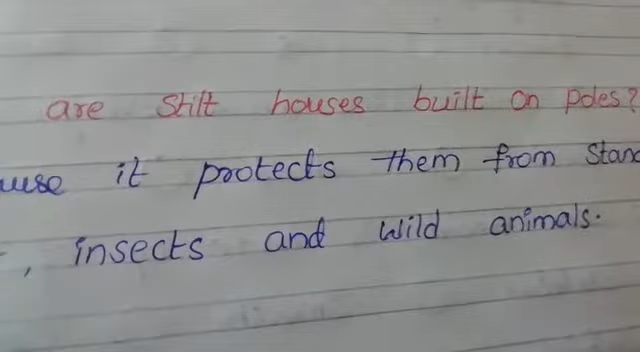 are Stilt houses built on poles?
it protects them from
, insects and wild animals.